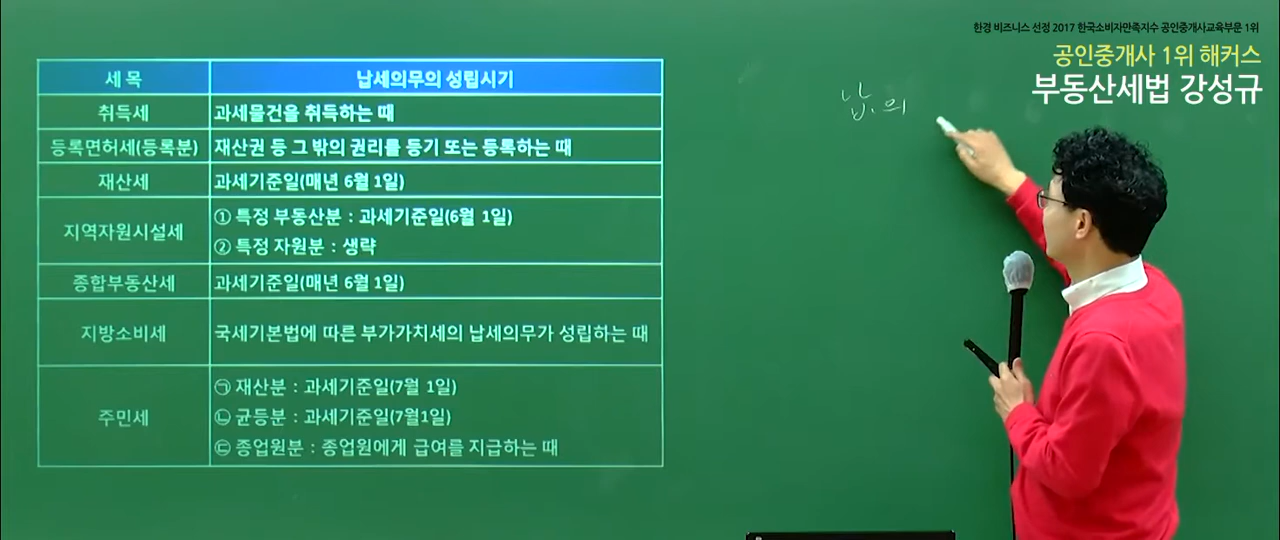 한경 비즈니스 선정 2017 한국소비자만족지수 공인중개사교육부문 1위
공인중개사 1위 해커스
부동산세법 강성규
세 목 납세의무의 성립시기
취득세 과세물건을 취득하는 때
등록면허세(등록분) 재산권 등 그 밖의 권리를 등기 또는 등록하는 때
재산세 과세기준일(매년 6월 1일)
지역자원시설세 ① 특정 부동산분 : 과세기준일(6월 1일)
② 특정 자원분 : 생략
종합부동산세 과세기준일(매년 6월 1일)
지방소비세 국세기본법에 따른 부가가치세의 납세의무가 성립하는 때
주민세 ㉠ 재산분 : 과세기준일(7월 1일)
㉡ 균등분 : 과세기준일(7월1일)
㉢ 종업원분 : 종업원에게 급여를 지급하는 때
납. 의